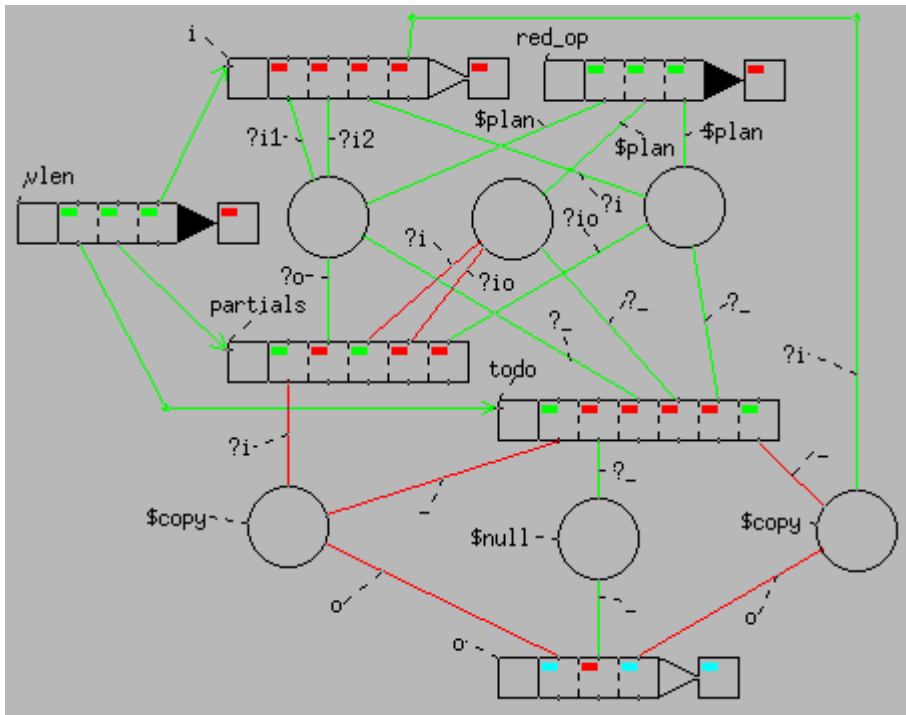 i
red_op
$plan
?i1
?i2
$plan
$plan
vlen
?i
?io
?i
?o
?io
partials
?_
?_
?_
?i
todo
?i
_
?_
_
$copy
$null
$copy
o
_
o
o